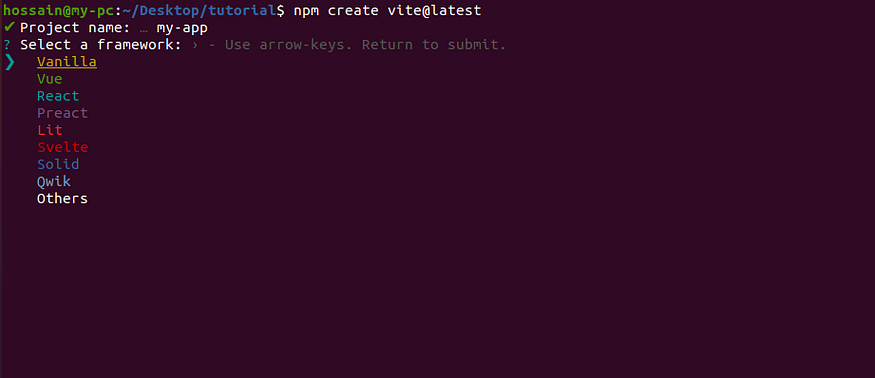 hossain@my-pc:~/Desktop/tutorial$ npm create vite@latest
✔ Project name: … my-app
? Select a framework: › - Use arrow-keys. Return to submit.
❯ Vanilla
Vue
React
Preact
Lit
Svelte
Solid
Qwik
Others